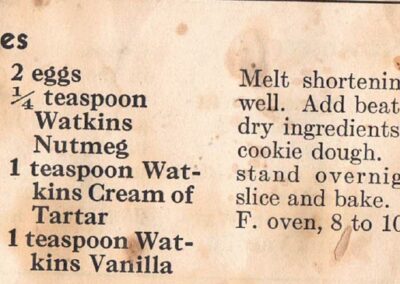 es
2 eggs
¼ teaspoon
Watkins
Nutmeg
1 teaspoon Wat-
kins Cream of
Tartar
1 teaspoon Wat-
kins Vanilla
Melt shortenin
well. Add beat
dry ingredients
cookie dough.
stand overnig
slice and bake.
F. oven, 8 to 10